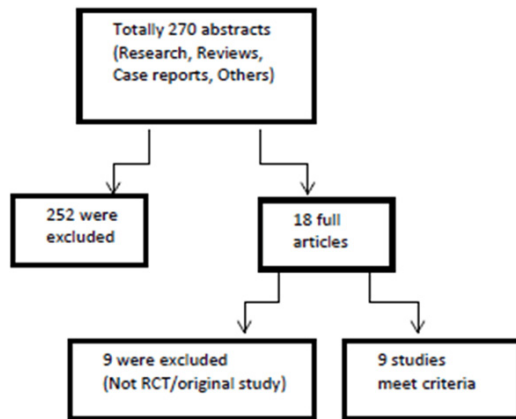 Totally 270 abstracts
(Research, Reviews,
Case reports, Others)
252 were
excluded
18 full
articles
9 were excluded
(Not RCT/original study)
9 studies
meet criteria